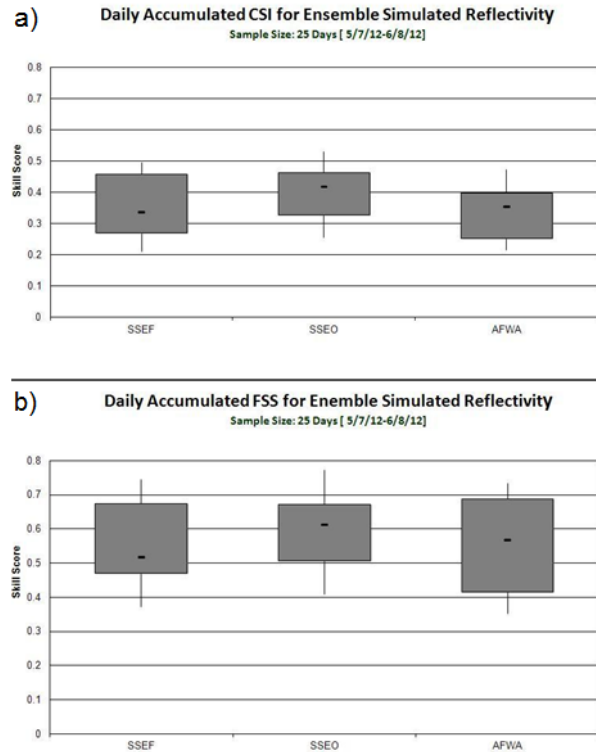 a)
Daily Accumulated CSI for Ensemble Simulated Reflectivity
Sample Size: 25 Days [ 5/7/12-6/8/12]
0.8
0.7
0.6
0.5
0.4
0.3
0.2
0.1
0
Skill Score
SSEF SSEO AFWA
b)
Daily Accumulated FSS for Enemble Simulated Reflectivity
Sample Size: 25 Days [ 5/7/12-6/8/12]
0.8
0.7
0.6
0.5
0.4
0.3
0.2
0.1
0
Skill Score
SSEF SSEO AFWA